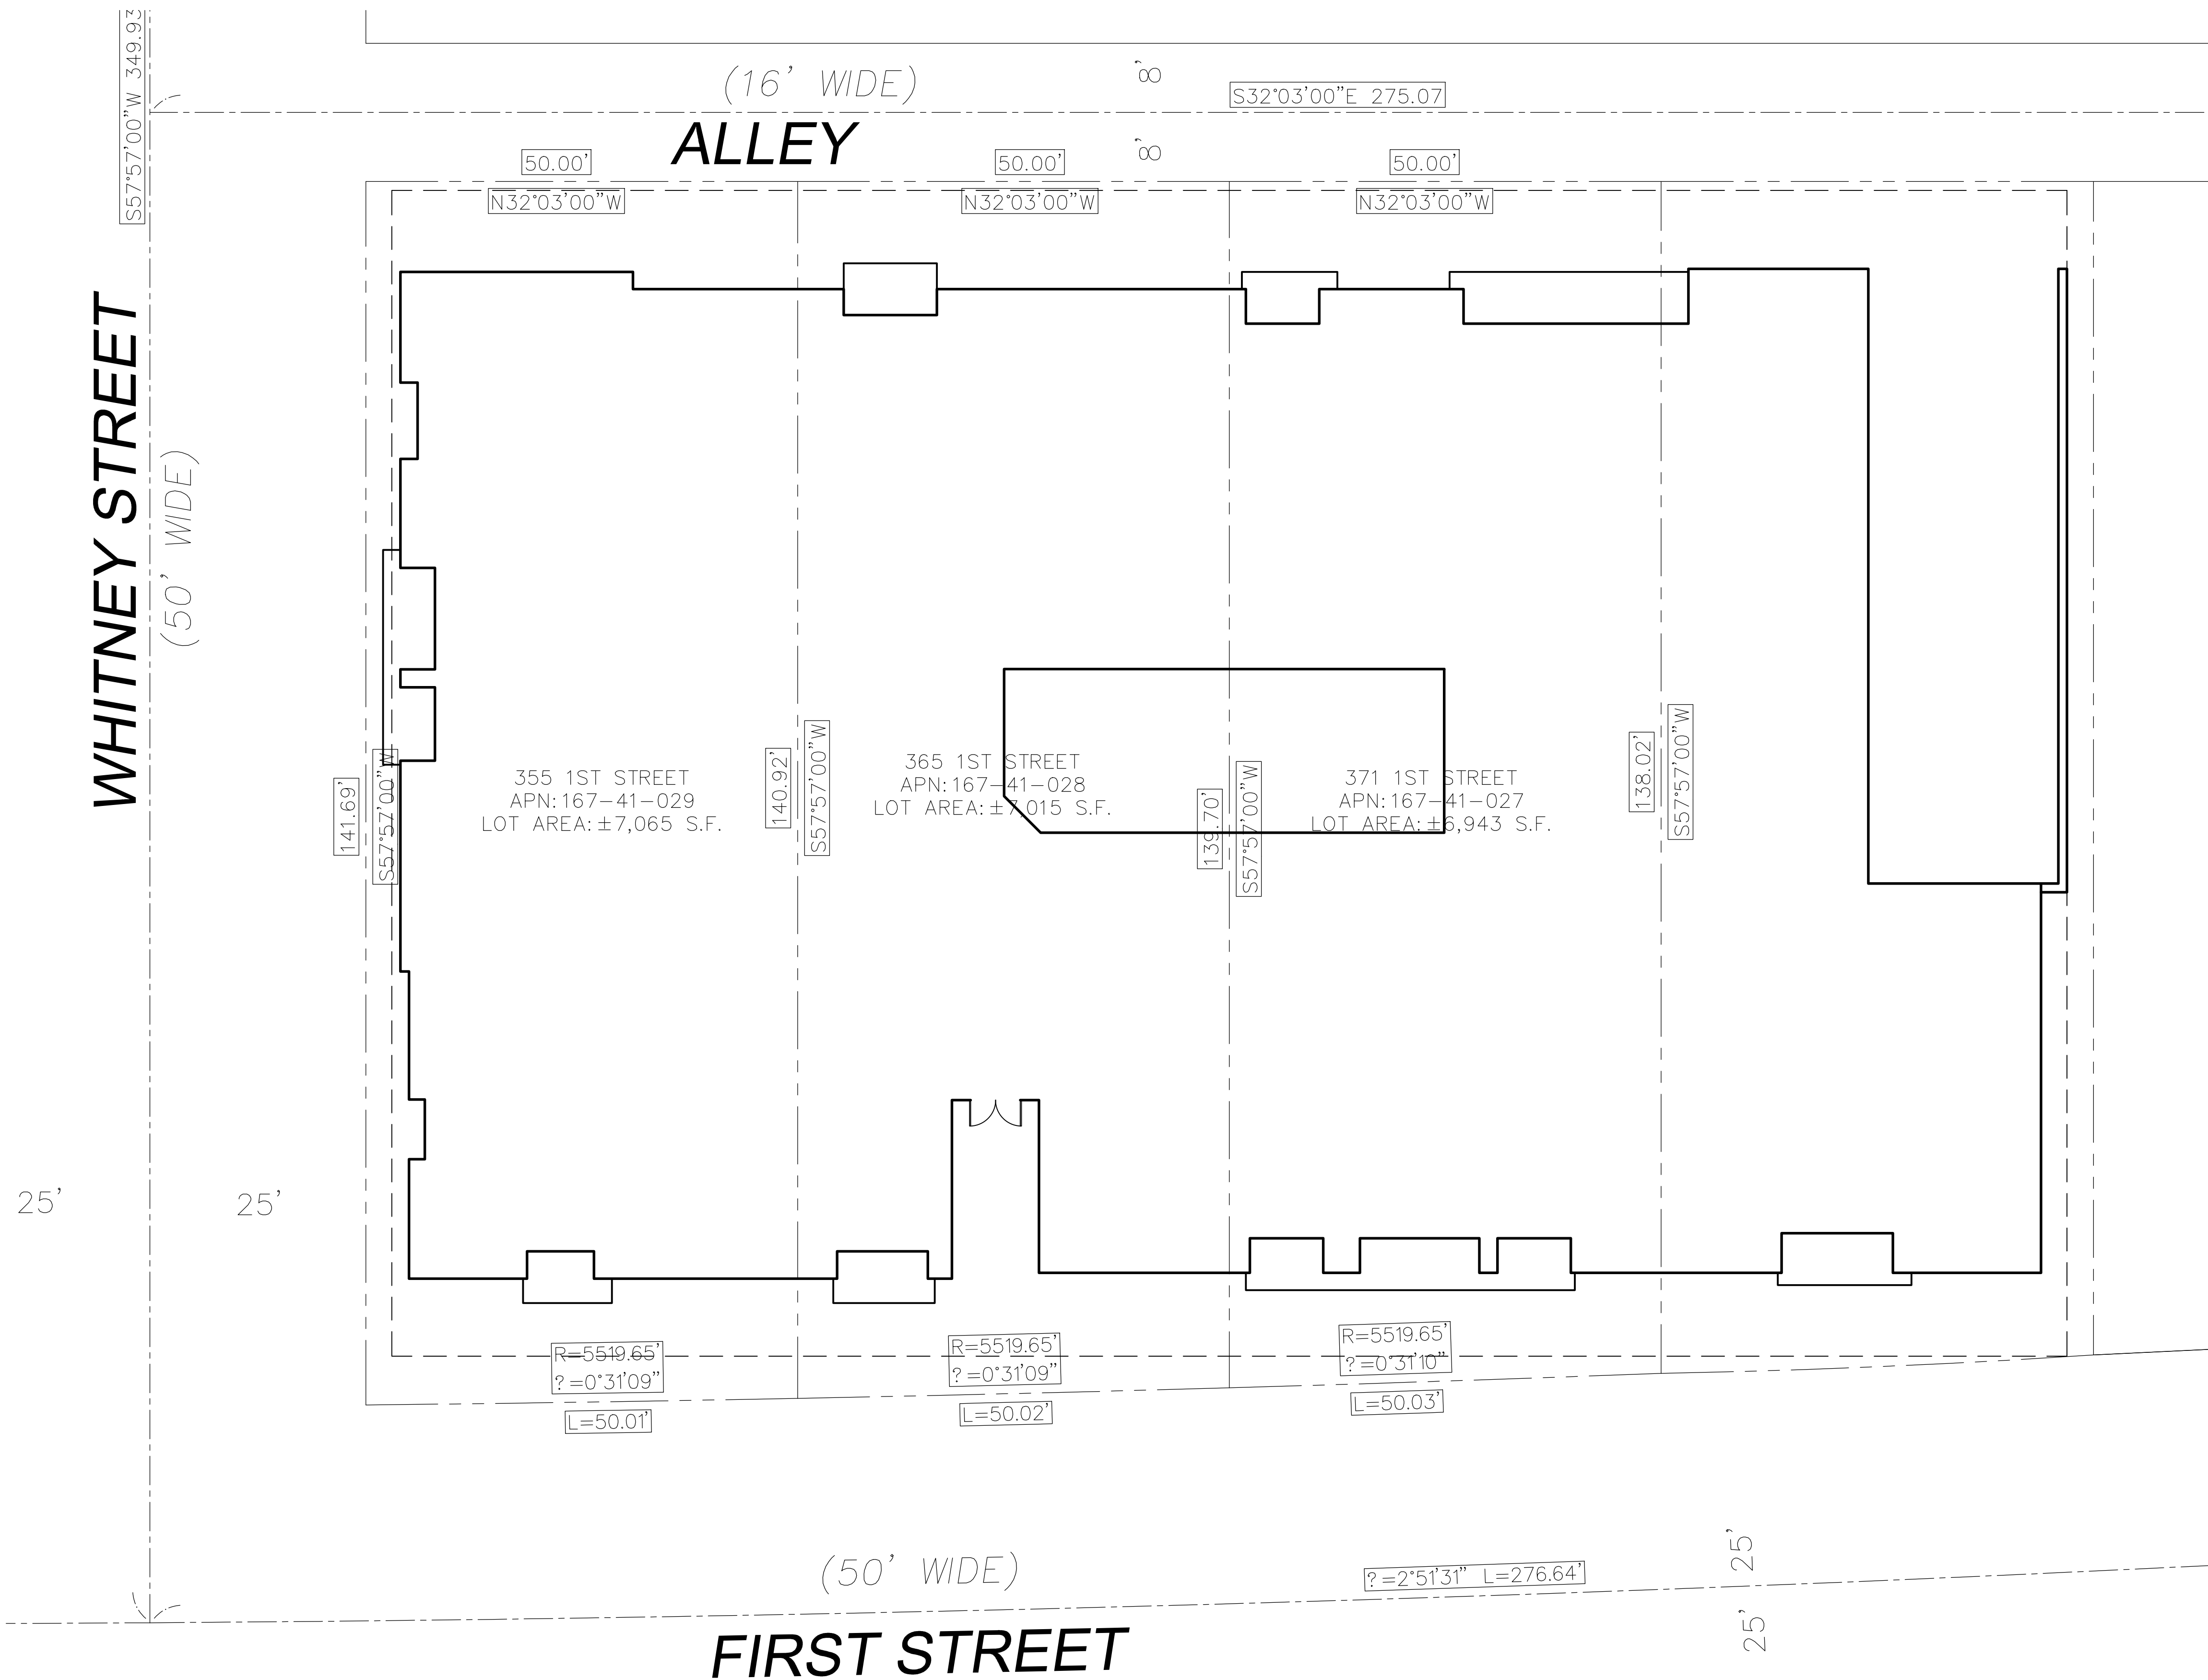 S57°57'00"W 349.93
(16' WIDE)
8'
S32°03'00"E 275.07
ALLEY
8'
50.00'
50.00'
50.00'
N32°03'00"W
N32°03'00"W
N32°03'00"W
WHITNEY STREET
(50' WIDE)
141.69'
S57°57'00"W
355 1ST STREET
APN:167-41-029
LOT AREA:±7,065 S.F.
140.92'
S57°57'00"W
365 1ST STREET
APN:167-41-028
LOT AREA:±7,015 S.F.
139.70'
S57°57'00"W
371 1ST STREET
APN:167-41-027
LOT AREA:±6,943 S.F.
138.02'
S57°57'00"W
25'
25'
R=5519.65'
?=0°31'09"
L=50.01'
R=5519.65'
?=0°31'09"
L=50.02'
R=5519.65'
?=0°31'10"
L=50.03'
(50' WIDE)
?=2°51'31" L=276.64'
25'
25'
FIRST STREET